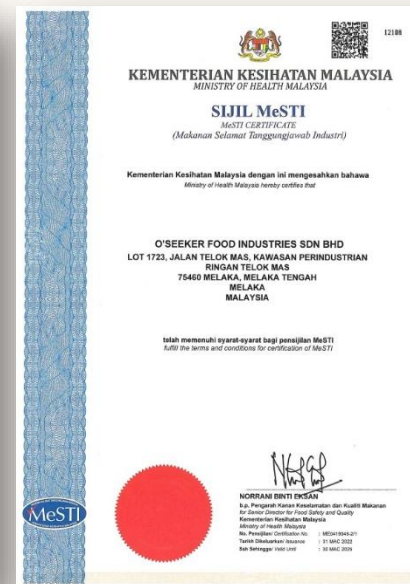 12108
KEMENTERIAN KESIHATAN MALAYSIA
MINISTRY OF HEALTH MALAYSIA
SIJIL MeSTI
MeSTI CERTIFICATE
(Makanan Selamat Tanggungjawab Industri)
Kementerian Kesihatan Malaysia dengan ini mengesahkan bahawa
Ministry of Health Malaysia hereby certifies that
O'SEEKER FOOD INDUSTRIES SDN BHD
LOT 1723, JALAN TELOK MAS, KAWASAN PERINDUSTRIAN
RINGAN TELOK MAS
75460 MELAKA, MELAKA TENGAH
MELAKA
MALAYSIA
telah memenuhi syarat-syarat bagi pensijilan MeSTI
fulfill the terms and conditions for certification of MeSTI
NORRANI BINTI EKSAN
b.p. Pengarah Kanan Keselamatan dan Kualiti Makanan
for Senior Director for Food Safety and Quality
Kementerian Kesihatan Malaysia
Ministry of Health Malaysia
No. Pensijilan/ Certification No. :
Tarikh Dikeluarkan/ Issuance : 31 MAC
Sah Sehingga/ Valid Until : 30 MAC
MeSTI